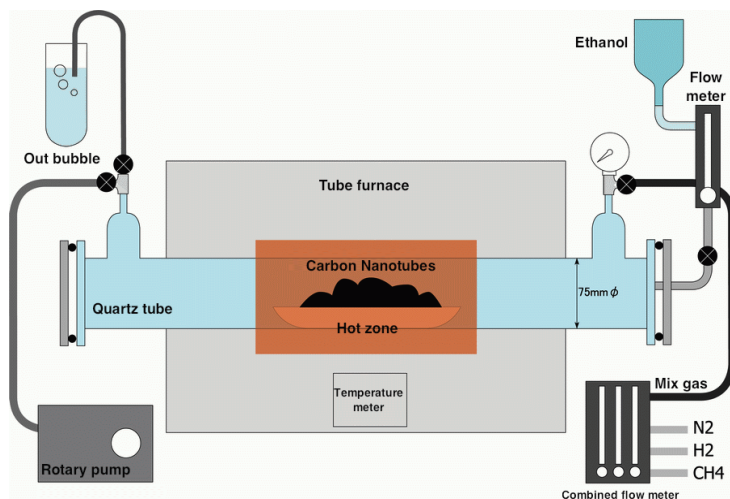 Ethanol
Flow
meter
Out bubble
Tube furnace
Carbon Nanotubes
75mm ϕ
Quartz tube
Hot zone
Temperature
meter
Mix gas
N2
H2
CH4
Rotary pump
Combined flow meter